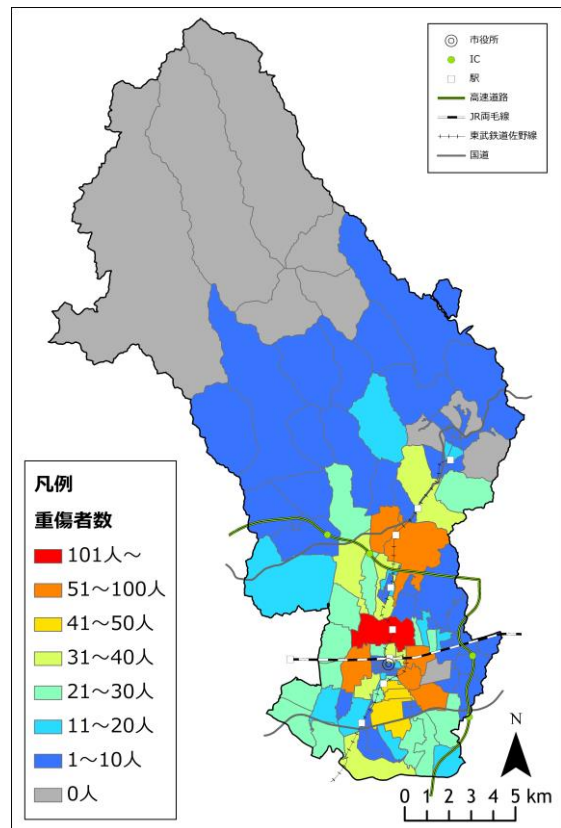 市役所
IC
駅
高速道路
JR両毛線
東武鉄道佐野線
国道
凡例
重傷者数
101人～
51～100人
41～50人
31～40人
21～30人
11～20人
1～10人
0人
N
0 1 2 3 4 5 km